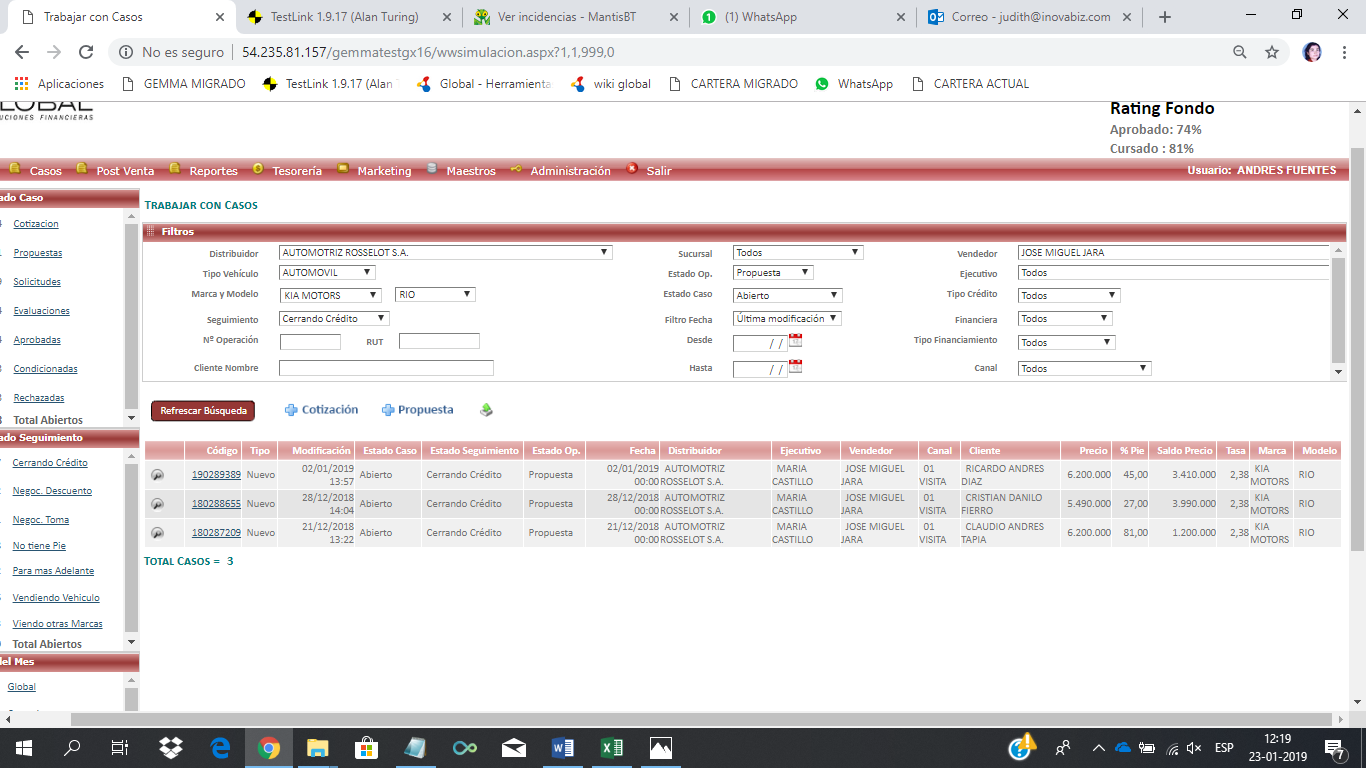 Trabajar con Casos
TestLink 1.9.17 (Alan Turing)
Ver incidencias - MantisBT
(1) WhatsApp
Correo - judith@inovabiz.com
No es seguro 54.235.81.157/gemmatestgx16/wwsimulacion.aspx?1,1,999,0
Aplicaciones GEMMA MIGRADO TestLink 1.9.17 (Alan Global - Herramienta wiki global CARTERA MIGRADO WhatsApp CARTERA ACTUAL
GLOBAL
UCIONES FINANCIERAS
Rating Fondo
Aprobado: 74%
Cursado : 81%
Casos Post Venta Reportes Tesorería Marketing Maestros Administración Salir Usuario: ANDRES FUENTES
ado Caso
Cotizacion
Propuestas
Solicitudes
Evaluaciones
Aprobadas
Condicionadas
Rechazadas
Total Abiertos
ado Seguimiento
Cerrando Crédito
Negoc. Descuento
Negoc. Toma
No tiene Pie
Para mas Adelante
Vendiendo Vehiculo
Viendo otras Marcas
Total Abiertos
del Mes
Global
TRABAJAR CON CASOS
Filtros
Distribuidor AUTOMOTRIZ ROSSELOT S.A. Sucursal Todos Vendedor JOSE MIGUEL JARA
Tipo Vehículo AUTOMOVIL Estado Op. Propuesta Ejecutivo Todos
Marca y Modelo KIA MOTORS RIO Estado Caso Abierto Tipo Crédito Todos
Seguimiento Cerrando Crédito Filtro Fecha Última modificación Financiera Todos
Nº Operación RUT Desde / / Tipo Financiamiento Todos
Cliente Nombre Hasta / / Canal Todos
Refrescar Búsqueda Cotización Propuesta
Código Tipo Modificación Estado Caso Estado Seguimiento Estado Op. Fecha Distribuidor Ejecutivo Vendedor Canal Cliente Precio % Pie Saldo Precio Tasa Marca Modelo
190289389 Nuevo 02/01/2019 13:57 Abierto Cerrando Crédito Propuesta 02/01/2019 00:00 AUTOMOTRIZ ROSSELOT S.A. MARIA CASTILLO JOSE MIGUEL JARA 01 VISITA RICARDO ANDRES DIAZ 6.200.000 45,00 3.410.000 2,38 KIA MOTORS RIO
180288655 Nuevo 28/12/2018 14:04 Abierto Cerrando Crédito Propuesta 28/12/2018 00:00 AUTOMOTRIZ ROSSELOT S.A. MARIA CASTILLO JOSE MIGUEL JARA 01 VISITA CRISTIAN DANILO FIERRO 5.490.000 27,00 3.990.000 2,38 KIA MOTORS RIO
180287209 Nuevo 21/12/2018 13:22 Abierto Cerrando Crédito Propuesta 21/12/2018 00:00 AUTOMOTRIZ ROSSELOT S.A. MARIA CASTILLO JOSE MIGUEL JARA 01 VISITA CLAUDIO ANDRES TAPIA 6.200.000 81,00 1.200.000 2,38 KIA MOTORS RIO
TOTAL CASOS = 3
ESP
12:19
23-01-2019
7